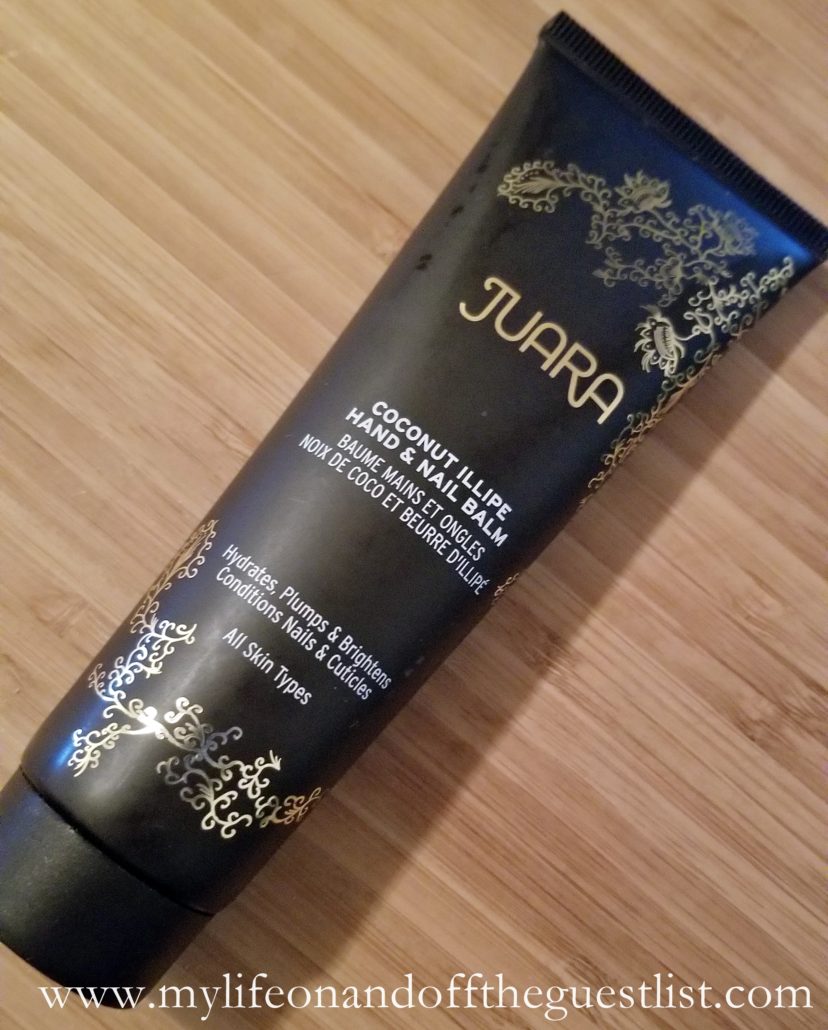 JUARA
COCONUT ILLIPE
HAND & NAIL BALM
BAUME MAINS ET ONGLES
NOIX DE COCO ET BEURRE D'ILLIPÉ
Hydrates, Plumps & Brightens
Conditions Nails & Cuticles
All Skin Types
www.mylifeonandofftheguestlist.com